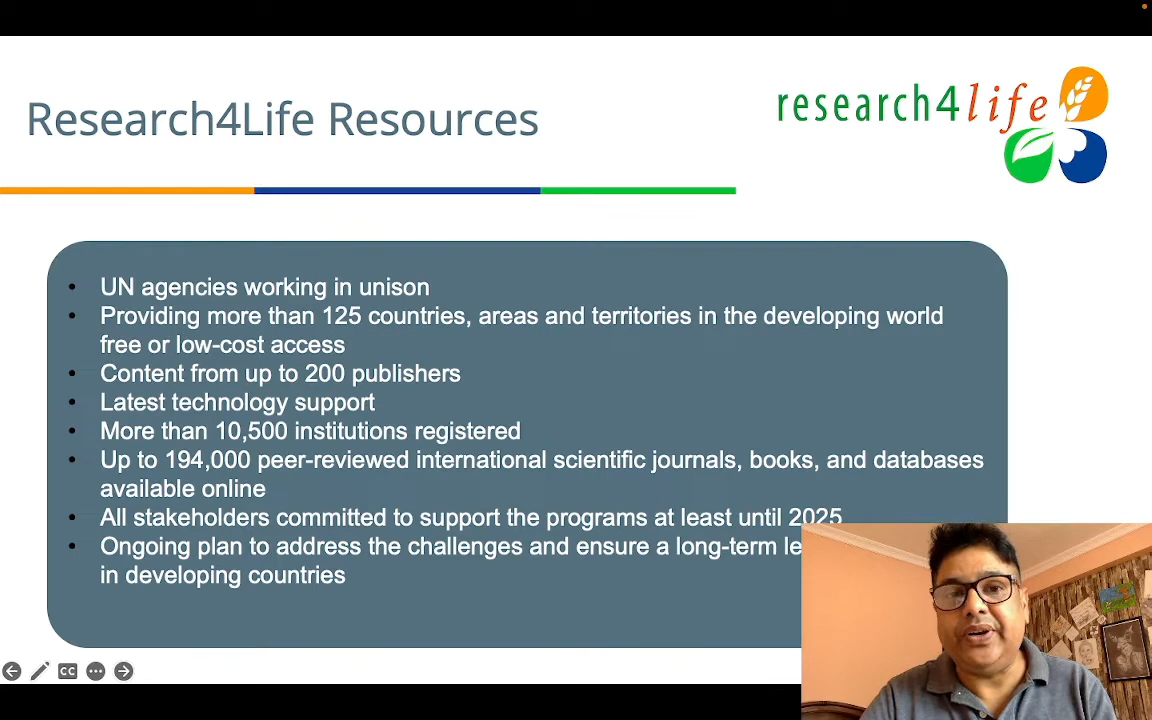 Research4Life Resources
research4life
• UN agencies working in unison
• Providing more than 125 countries, areas and territories in the developing world
free or low-cost access
• Content from up to 200 publishers
• Latest technology support
• More than 10,500 institutions registered
• Up to 194,000 peer-reviewed international scientific journals, books, and databases
available online
• All stakeholders committed to support the programs at least until 2025
• Ongoing plan to address the challenges and ensure a long-term
in developing countries
CC